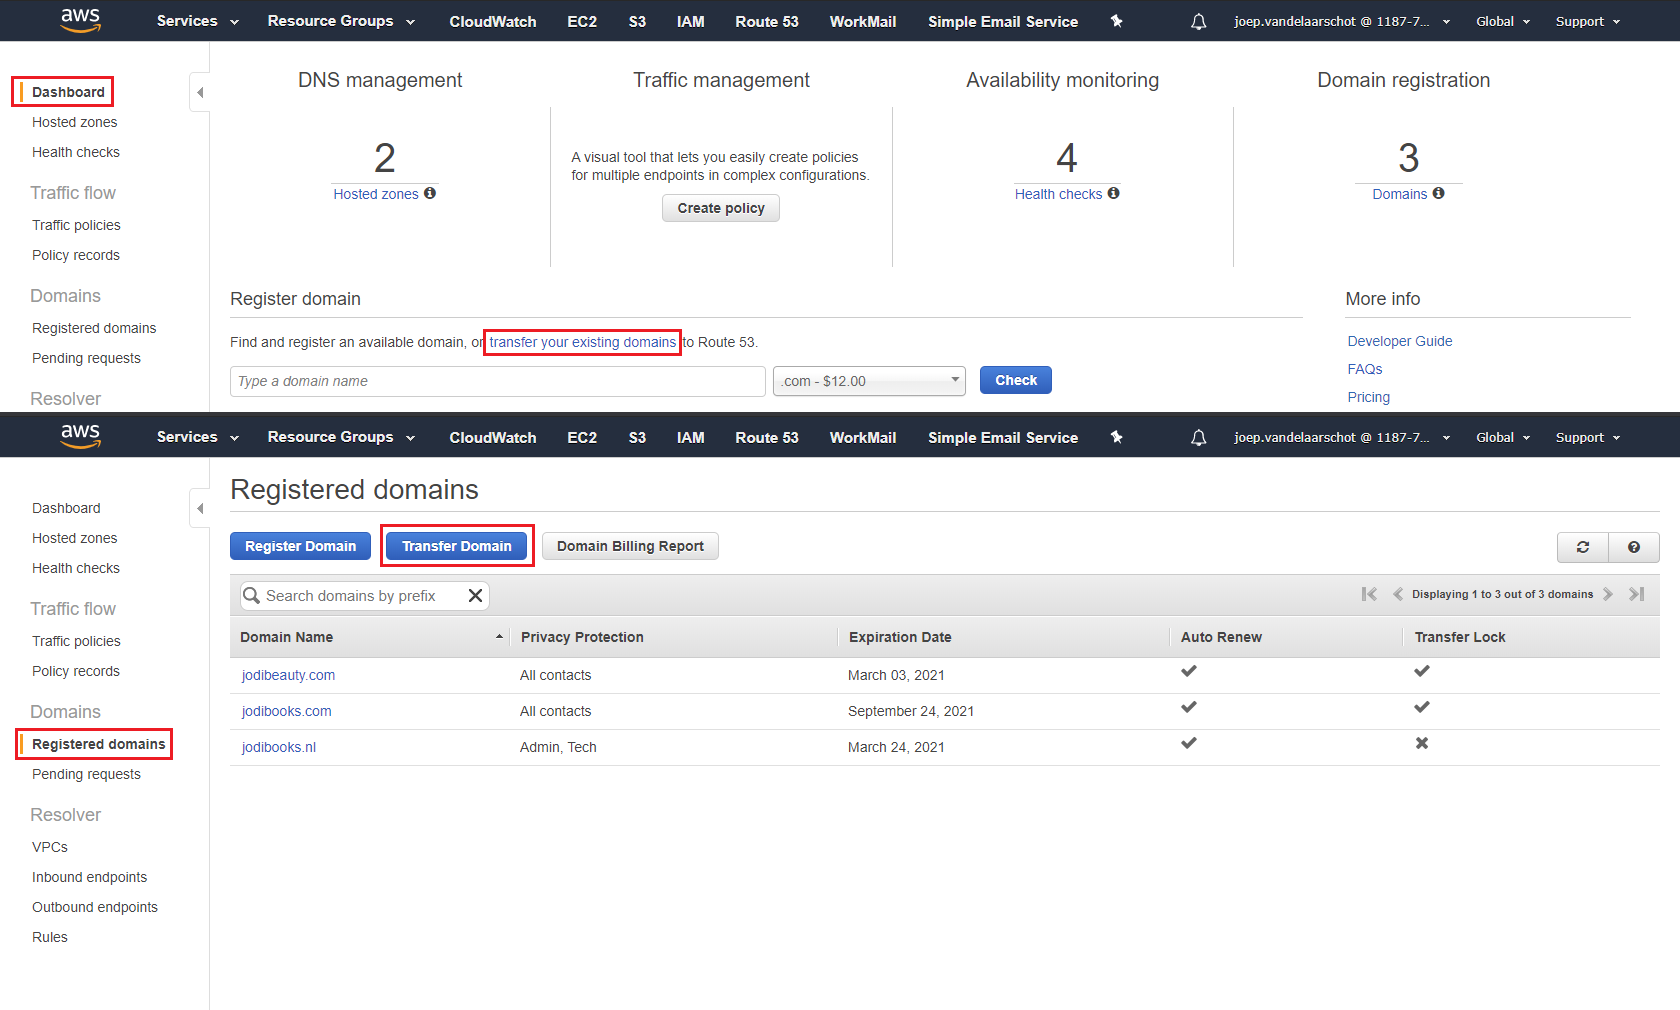 aws Services Resource Groups CloudWatch EC2 S3 IAM Route 53 WorkMail Simple Email Service joep.vandelaarschot @ 1187-7... Global Support
Dashboard
Hosted zones
Health checks
Traffic flow
Traffic policies
Policy records
Domains
Registered domains
Pending requests
Resolver
DNS management
2
Hosted zones
Traffic management
A visual tool that lets you easily create policies
for multiple endpoints in complex configurations.
Create policy
Availability monitoring
4
Health checks
Domain registration
3
Domains
Register domain
Find and register an available domain, or transfer your existing domains to Route 53.
Type a domain name .com - $12.00 Check
More info
Developer Guide
FAQs
Pricing
aws Services Resource Groups CloudWatch EC2 S3 IAM Route 53 WorkMail Simple Email Service joep.vandelaarschot @ 1187-7... Global Support
Dashboard
Hosted zones
Health checks
Traffic flow
Traffic policies
Policy records
Domains
Registered domains
Pending requests
Resolver
VPCs
Inbound endpoints
Outbound endpoints
Rules
Registered domains
Register Domain Transfer Domain Domain Billing Report
Search domains by prefix Displaying 1 to 3 out of 3 domains
Domain Name Privacy Protection Expiration Date Auto Renew Transfer Lock
jodibeauty.com All contacts March 03, 2021
jodibooks.com All contacts September 24, 2021
jodibooks.nl Admin, Tech March 24, 2021